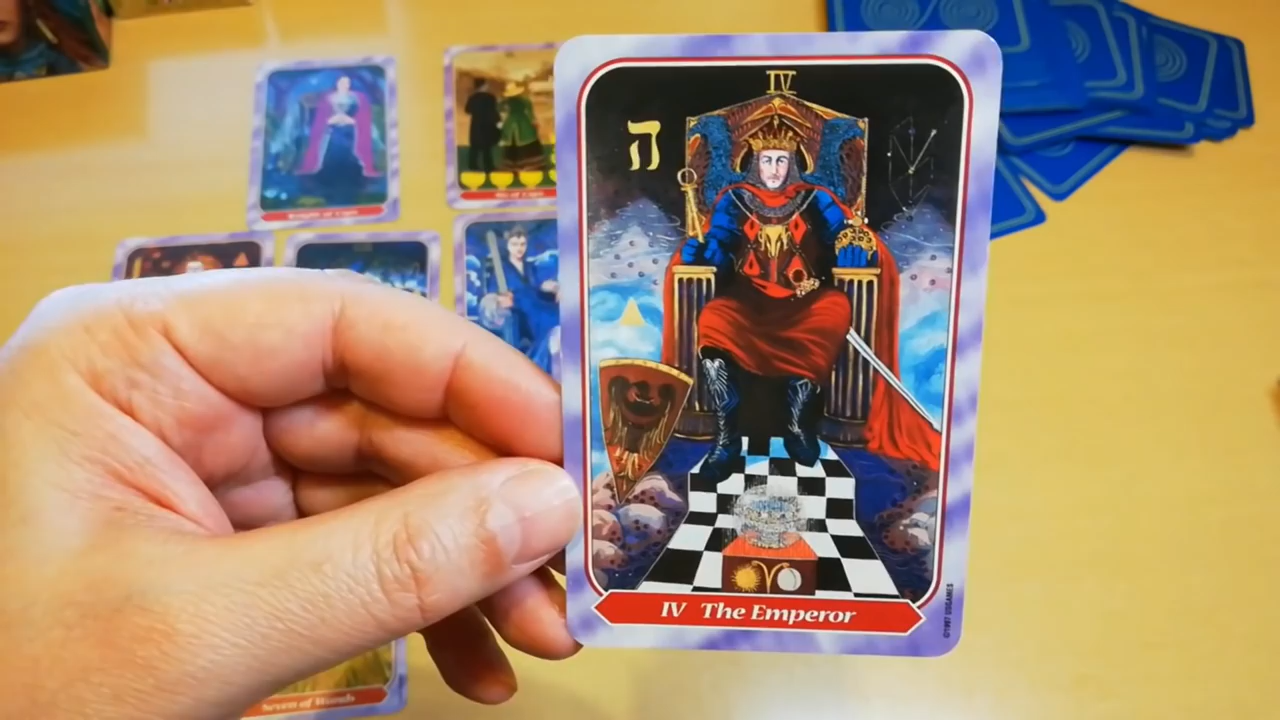 IV
ה
IV The Emperor
©1997 USGAMES
Knight of Cups
Six of Cups
Seven of Wands